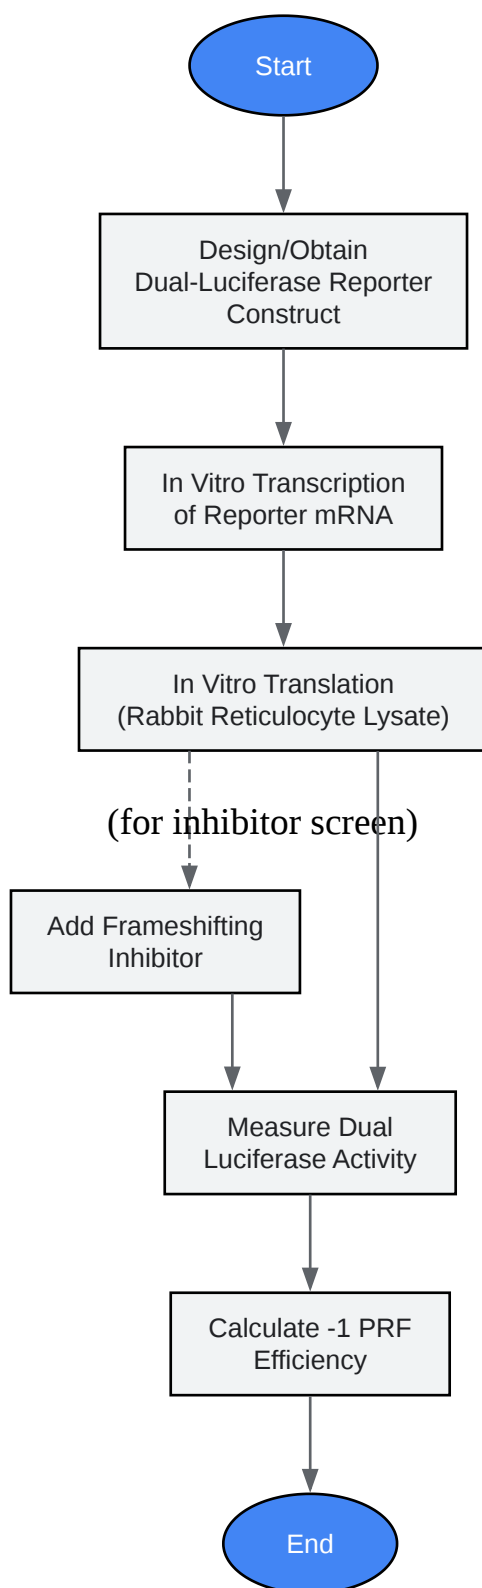 Start
Design/Obtain
Dual-Luciferase Reporter
Construct
In Vitro Transcription
of Reporter mRNA
In Vitro Translation
(Rabbit Reticulocyte Lysate)
(for inhibitor screen)
Add Frameshifting
Inhibitor
Measure Dual
Luciferase Activity
Calculate -1 PRF
Efficiency
End